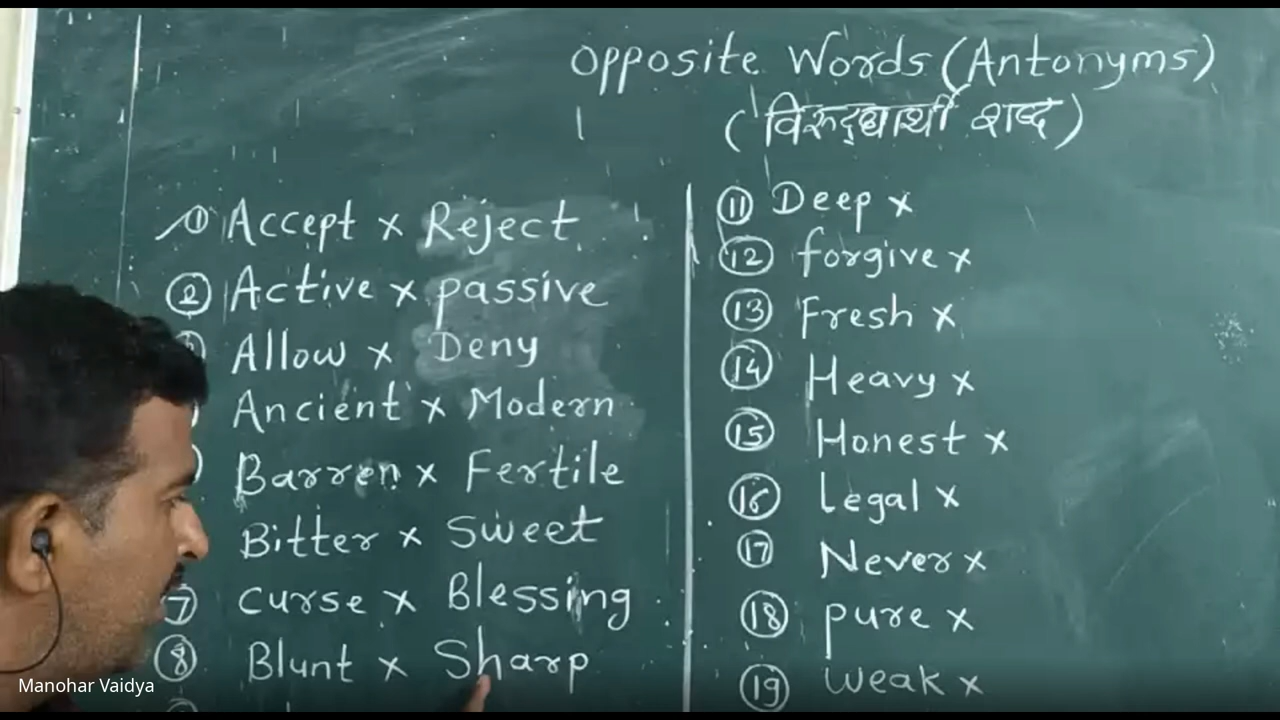 Opposite Words (Antonyms)
(विरूद्धार्थी शब्द)
1 Accept x Reject
2 Active x passive
Allow x Deny
Ancient x Modern
Barren x Fertile
Bitter x Sweet
7 curse x Blessing
8 Blunt x Sharp
11 Deep x
12 forgive x
13 Fresh x
14 Heavy x
15 Honest x
16 Legal x
17 Never x
18 pure x
19 weak x
Manohar Vaidya